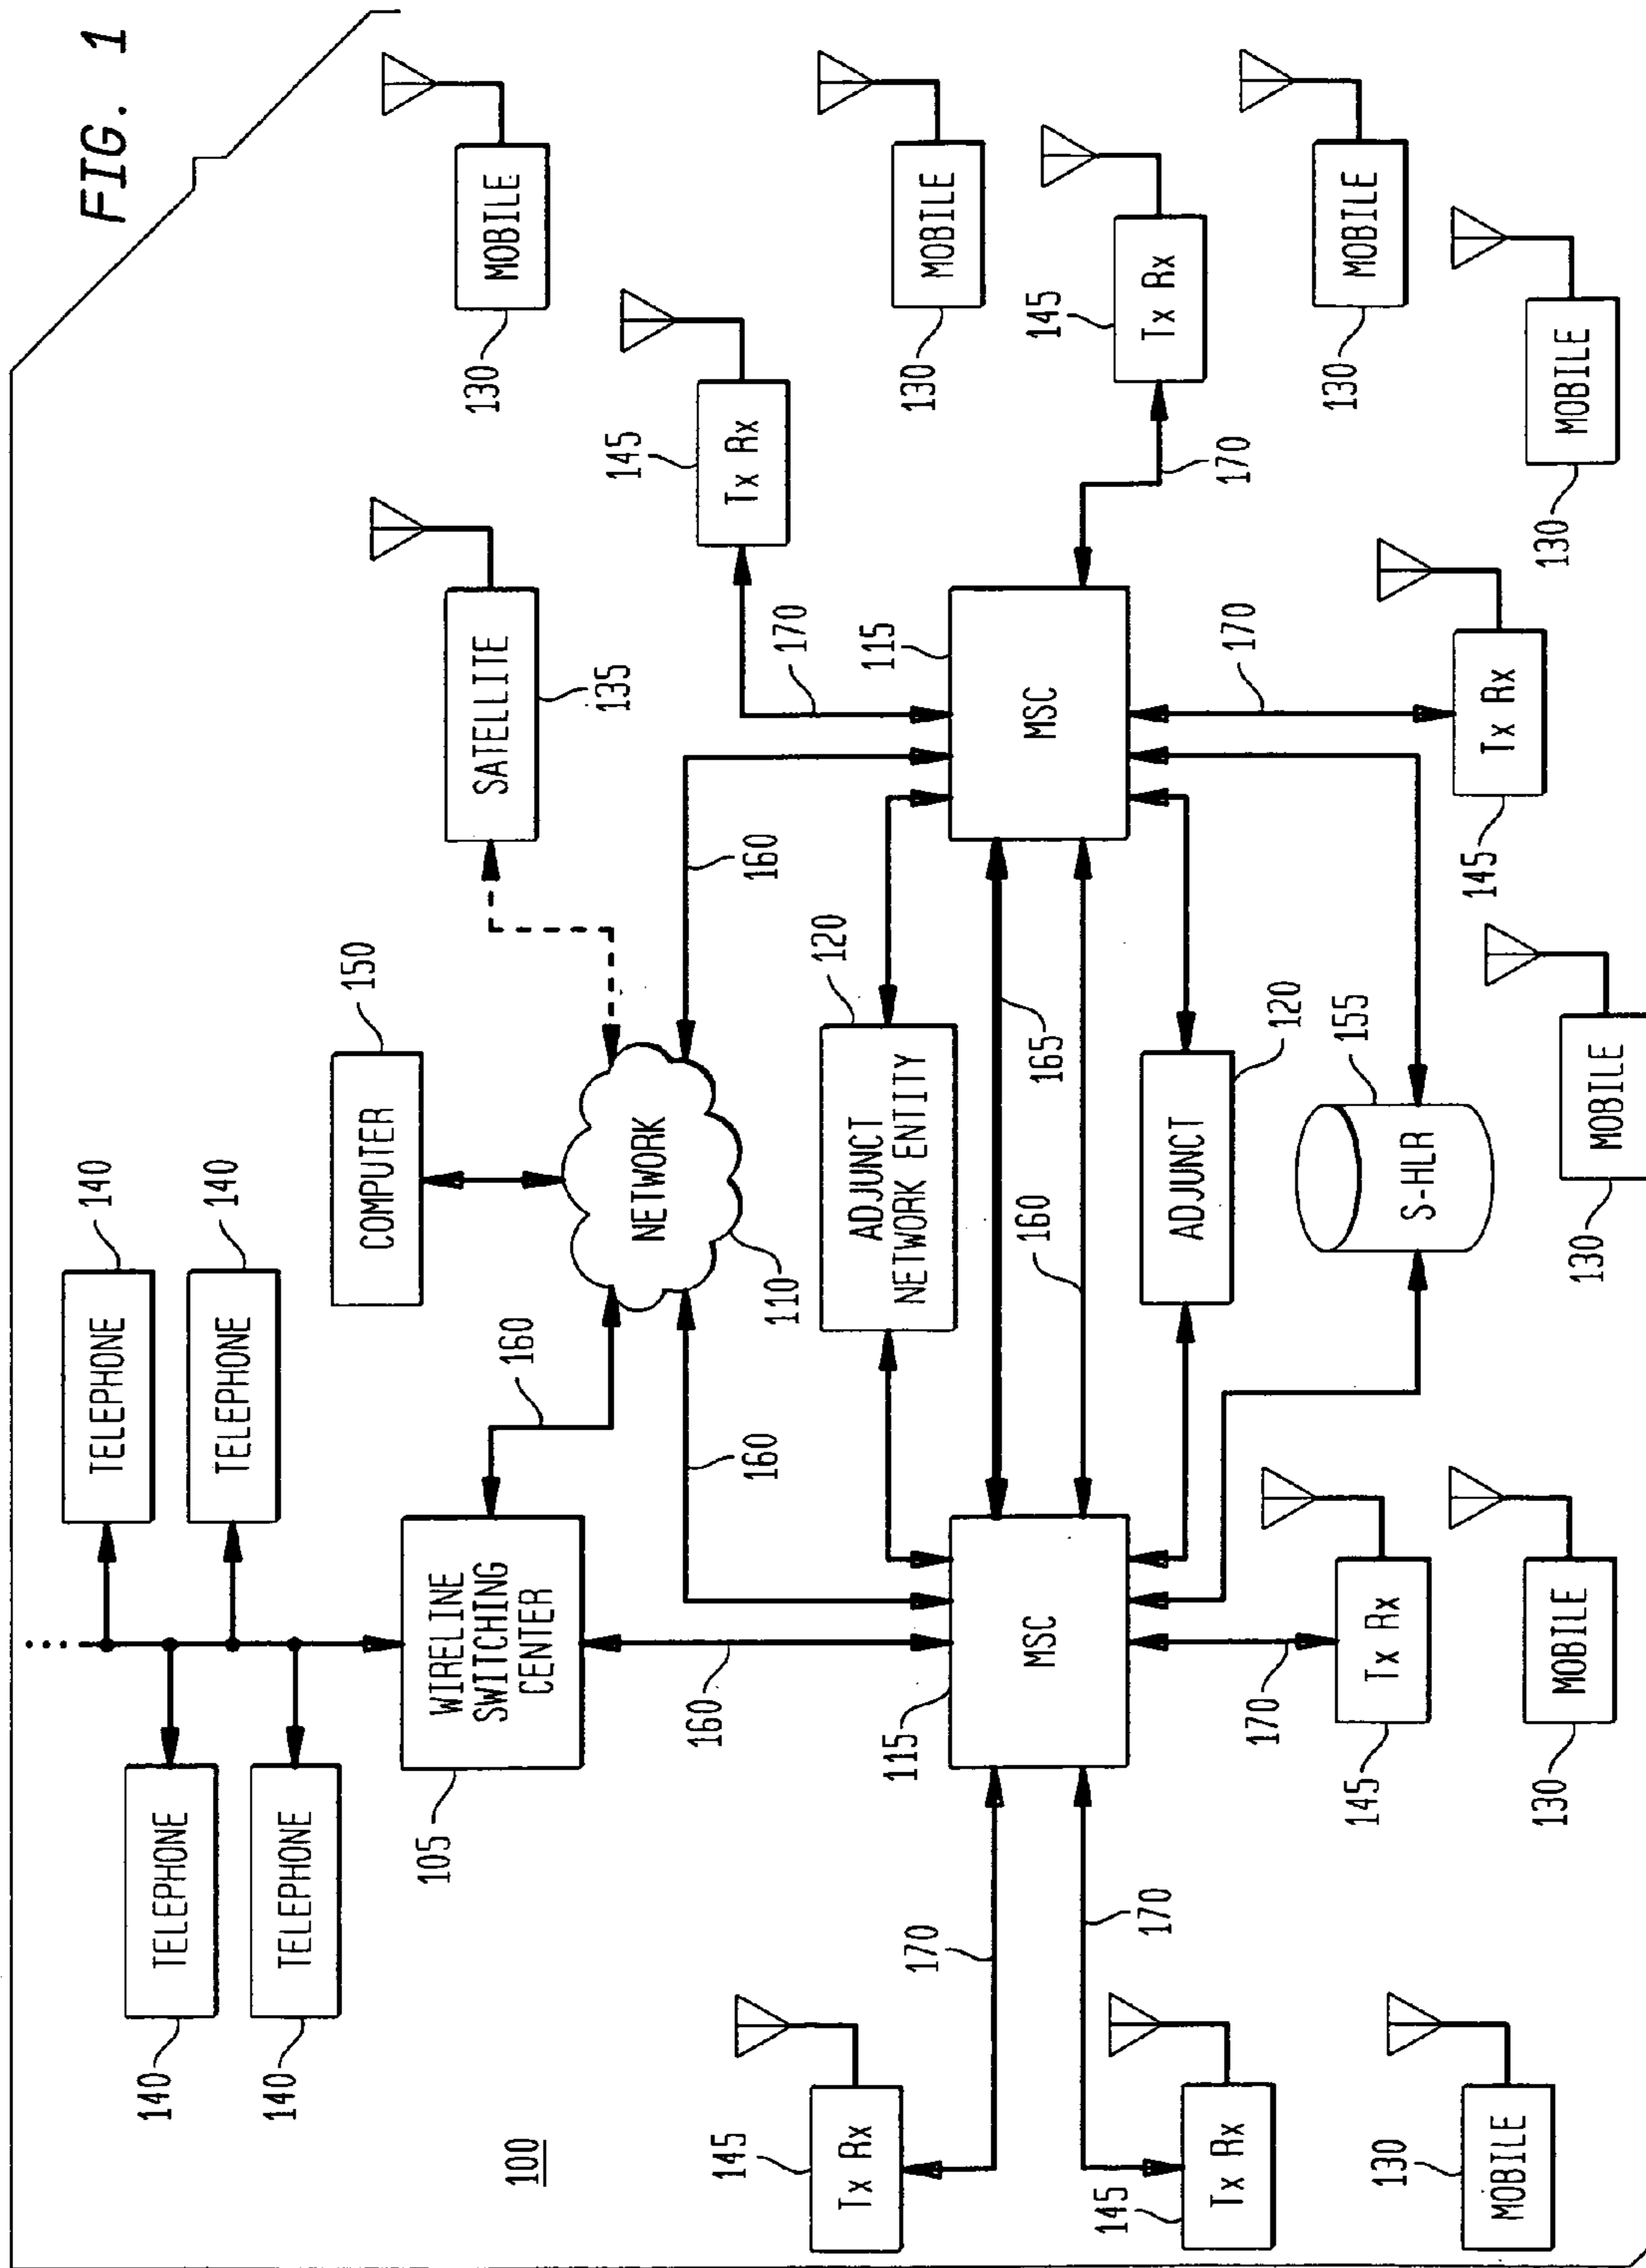 FIG. 1
TELEPHONE
140
TELEPHONE
140
TELEPHONE
140
TELEPHONE
140
100
WIRELINE
SWITCHING
CENTER
105
160
COMPUTER
150
NETWORK
110
SATELLITE
135
MOBILE
130
160
160
160
145
Tx Rx
170
145
Tx Rx
170
MOBILE
130
115
MSC
ADJUNCT
NETWORK ENTITY
120
165
160
MSC
115
170
145
Tx Rx
170
145
Tx Rx
170
ADJUNCT
120
S-HLR
155
170
145
Tx Rx
MOBILE
130
170
145
Tx Rx
MOBILE
130
MOBILE
130
MOBILE
130
MOBILE
130